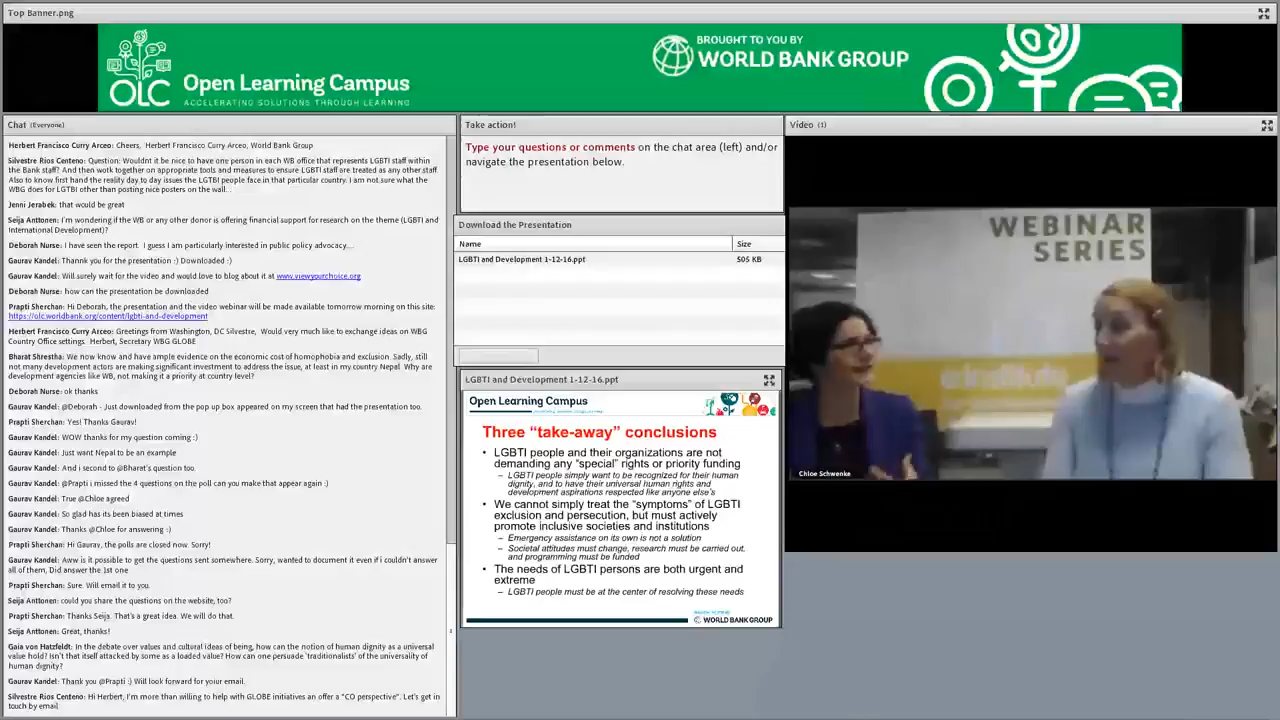 Top Banner.png
OLC
Open Learning Campus
ACCELERATING SOLUTIONS THROUGH LEARNING
BROUGHT TO YOU BY
WORLD BANK GROUP
Chat (Everyone)
Herbert Francisco Curry Arceo: Cheers, Herbert Francisco Curry Arceo, World Bank Group
Silvestre Rios Centeno: Question: Wouldnt it be nice to have one person in each WB office that represents LGBTI staff within
the Bank staff? And then work together on appropriate tools and measures to ensure LGBTI staff are treated as any other staff.
Also to know first hand the reality day to day issues the LGTBI people face in that particular country. I am not sure what the
WBG does for LGTBI other than posting nice posters on the wall...
Jenni Jerabek: that would be great
Seija Anttonen: I'm wondering if the WB or any other donor is offering financial support for research on the theme (LGBTI and
International Development)?
Deborah Nurse: I have seen the report. I guess I am particularly interested in public policy advocacy....
Gaurav Kandel: Thannk you for the presentation :) Downloaded :)
Gaurav Kandel: Will surely wait for the video and would love to blog about it at www.viewyourchoice.org
Deborah Nurse: how can the presentation be downloaded
Prapti Sherchan: Hi Deborah, the presentation and the video webinar will be made available tomorrow morning on this site:
https://olc.worldbank.org/content/lgbti-and-development
Herbert Francisco Curry Arceo: Greetings from Washington, DC Silvestre, Would very much like to exchange ideas on WBG
Country Office settings. Herbert, Secretary WBG GLOBE
Bharat Shrestha: We now know and have ample evidence on the economic cost of homophobia and exclusion. Sadly, still
not many development actors are making significant investment to address the issue, at least in my country Nepal Why are
development agencies like WB, not making it a priority at country level?
Deborah Nurse: ok thanks
Gaurav Kandel: @Deborah - Just downloaded from the pop up box appeared on my screen that had the presentation too.
Prapti Sherchan: Yes! Thanks Gaurav!
Gaurav Kandel: WOW thanks for my question coming :)
Gaurav Kandel: Just want Nepal to be an example
Gaurav Kandel: And i second to @Bharat's question too.
Gaurav Kandel: @Prapti i missed the 4 questions on the poll can you make that appear again :)
Gaurav Kandel: True @Chloe agreed
Gaurav Kandel: So glad has its been biased at times
Gaurav Kandel: Thanks @Chloe for answering :)
Prapti Sherchan: Hi Gaurav, the polls are closed now. Sorry!
Gaurav Kandel: Aww is it possible to get the questions sent somewhere. Sorry, wanted to document it even if i couldn't answer
all of them, Did answer the 1st one
Prapti Sherchan: Sure. Will email it to you.
Seija Anttonen: could you share the questions on the website, too?
Prapti Sherchan: Thanks Seija. That's a great idea. We will do that.
Seija Anttonen: Great, thanks!
Gaia von Hatzfeldt: In the debate over values and cultural ideas of being, how can the notion of human dignity as a universal
value hold? Isn't that itself attacked by some as a loaded value? How can one persuade 'traditionalists' of the universality of
human dignity?
Gaurav Kandel: Thank you @Prapti :) Will look forward for your email.
Silvestre Rios Centeno: Hi Herbert, I'm more than willing to help with GLOBE initiatives an offer a "CO perspective". Let's get in
touch by email
Take action!
Type your questions or comments on the chat area (left) and/or
navigate the presentation below.
Download the Presentation
Name
Size
LGBTI and Development 1-12-16.ppt
505 KB
LGBTI and Development 1-12-16.ppt
Open Learning Campus
Three "take-away" conclusions
• LGBTI people and their organizations are not
demanding any "special" rights or priority funding
– LGBTI people simply want to be recognized for their human
dignity, and to have their universal human rights and
development aspirations respected like anyone else's
• We cannot simply treat the "symptoms" of LGBTI
exclusion and persecution, but must actively
promote inclusive societies and institutions
– Emergency assistance on its own is not a solution
– Societal attitudes must change, research must be carried out,
and programming must be funded
• The needs of LGBTI persons are both urgent and
extreme
– LGBTI people must be at the center of resolving these needs
WORLD BANK GROUP
Video (1)
WEBINAR
SERIES
Chloe Schwenke